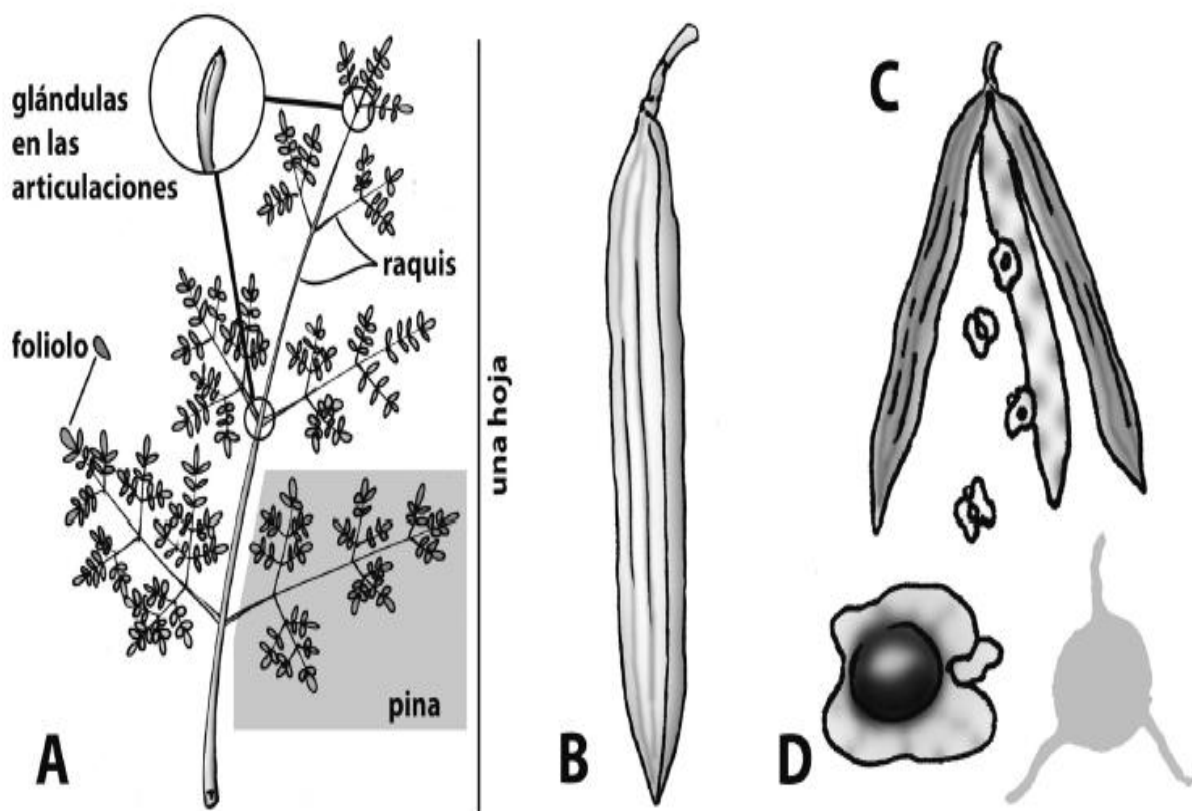 glándulas
en las
articulaciones
raquis
foliolo
pina
A
una hoja
B
C
D